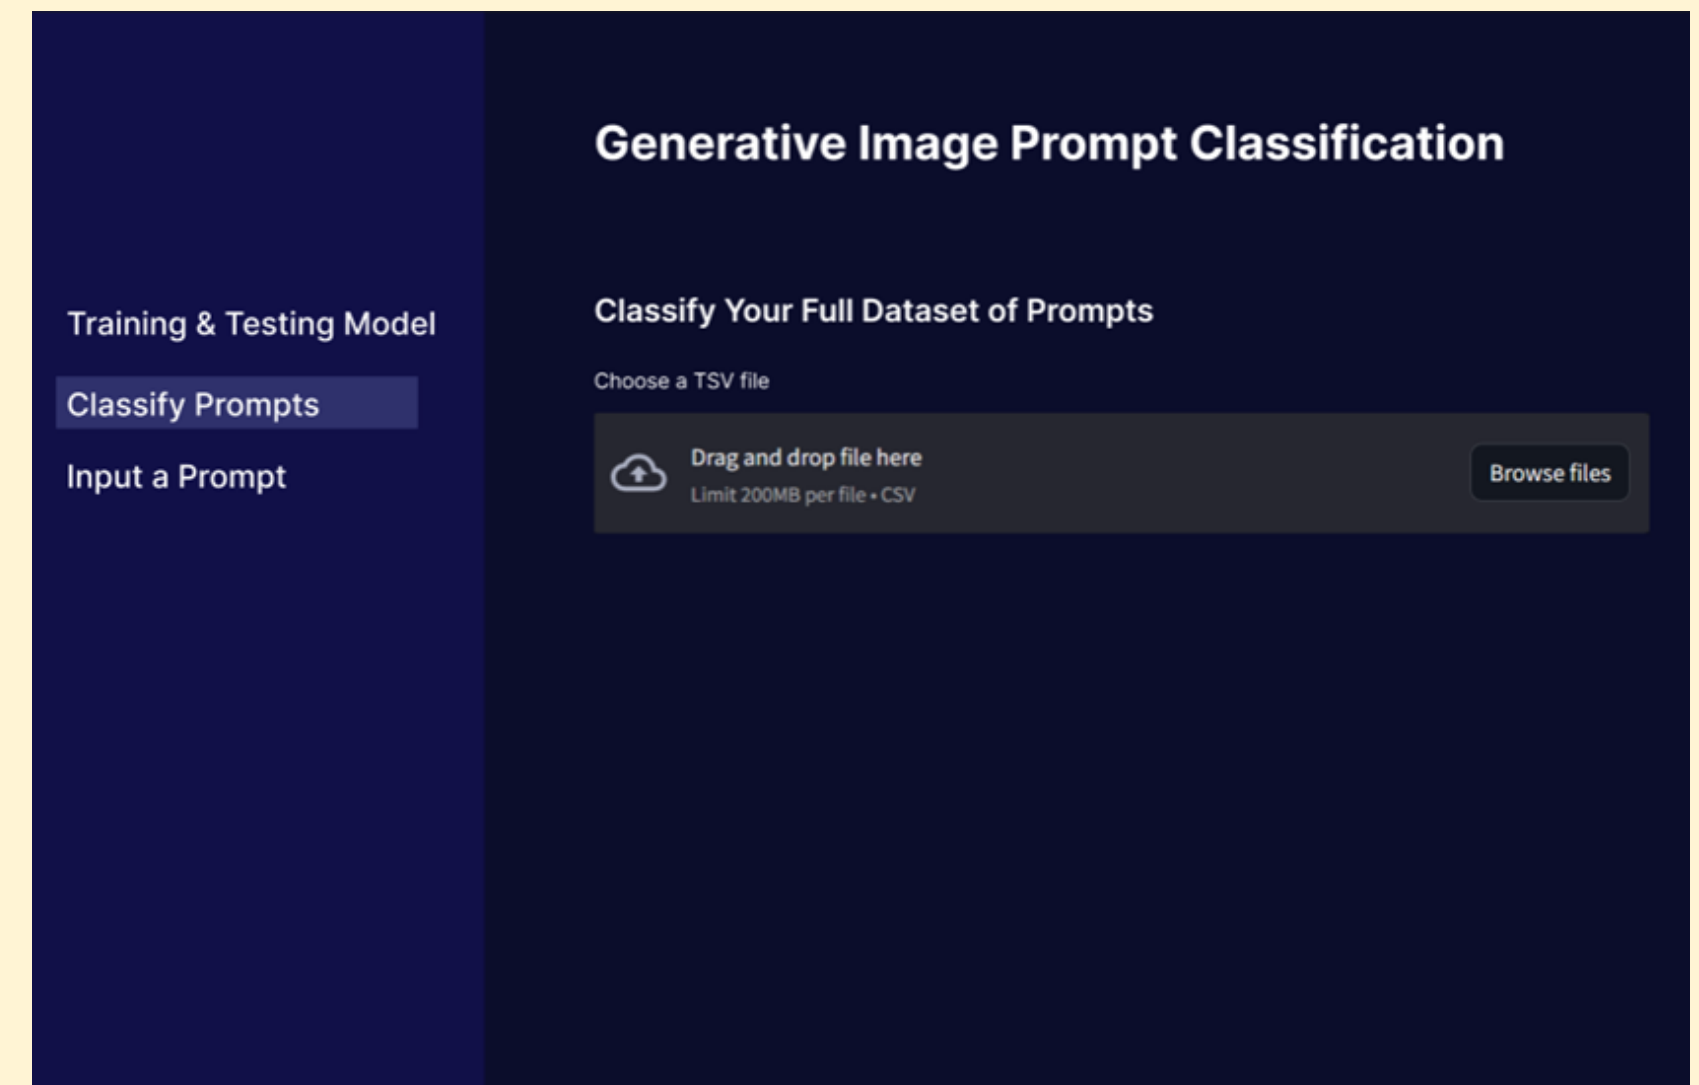 Generative Image Prompt Classification
Training & Testing Model
Classify Prompts
Input a Prompt
Classify Your Full Dataset of Prompts
Choose a TSV file
Drag and drop file here
Limit 200MB per file • CSV
Browse files